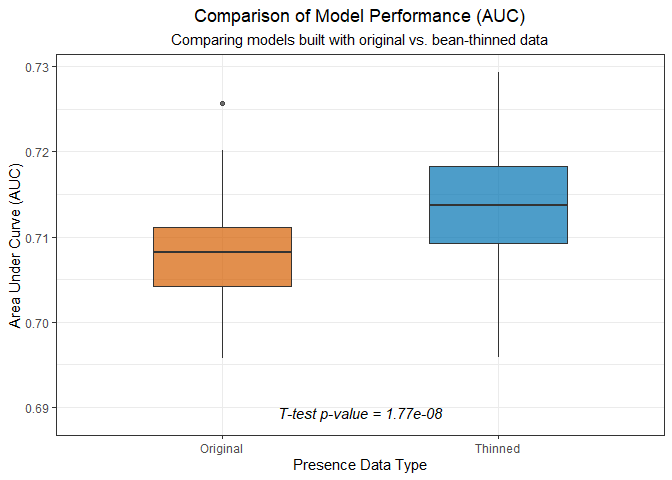 Comparison of Model Performance (AUC)
Comparing models built with original vs. bean-thinned data
Area Under Curve (AUC)
0.73
0.72
0.71
0.70
0.69
T-test p-value = 1.77e-08
Original
Thinned
Presence Data Type